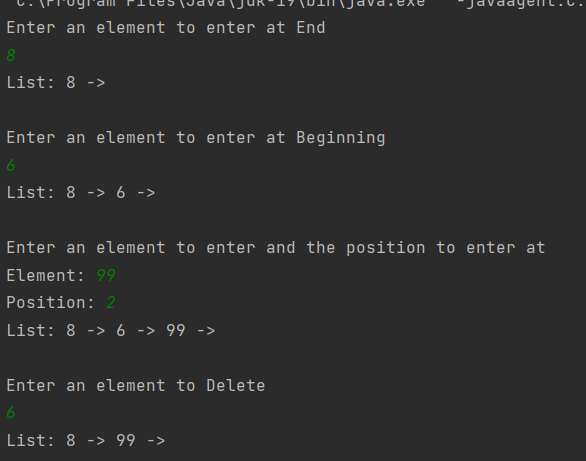 C:\Program Files\Java\jdk-19\bin\java.exe" "-javaagent:C:
Enter an element to enter at End
8
List: 8 ->
Enter an element to enter at Beginning
6
List: 8 -> 6 ->
Enter an element to enter and the position to enter at
Element: 99
Position: 2
List: 8 -> 6 -> 99 ->
Enter an element to Delete
6
List: 8 -> 99 ->